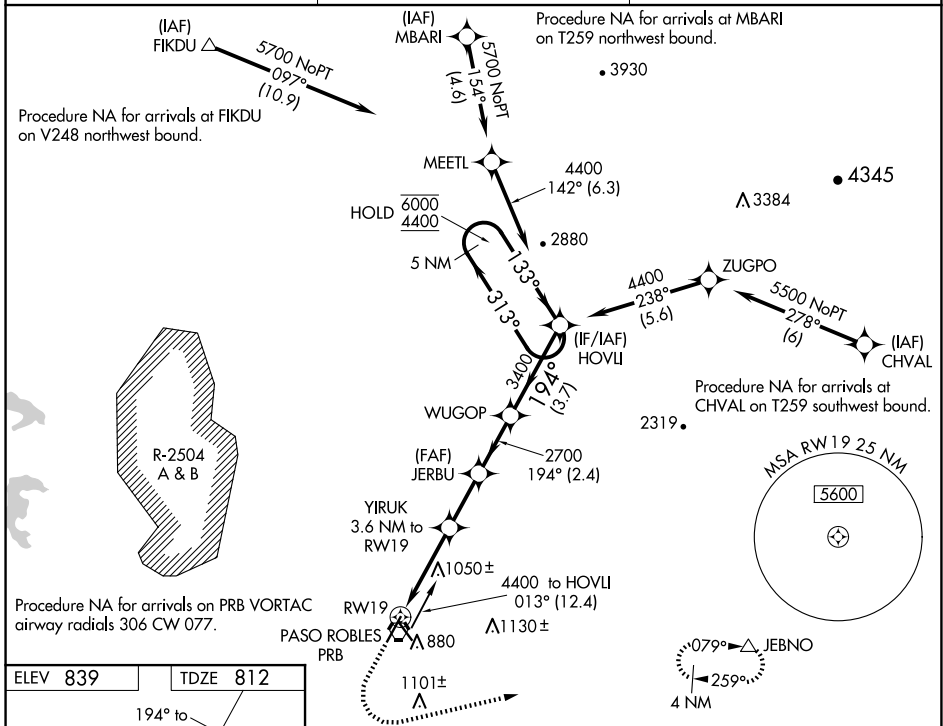 (IAF)
FIKDU
5700 NoPT
097°
(10.9)
Procedure NA for arrivals at FIKDU
on V248 northwest bound.
(IAF)
MBARI
5700 NoPT
154°
(4.6)
Procedure NA for arrivals at MBARI
on T259 northwest bound.
3930
MEETL
4400
142° (6.3)
4345
3384
HOLD 6000
4400
5 NM
2880
133°
313°
ZUGPO
4400
238°
(5.6)
5500 NoPT
278°
(6)
(IAF)
CHVAL
(IF/IAF)
HOVLI
3400
194°
(3.7)
Procedure NA for arrivals at
CHVAL on T259 southwest bound.
WUGOP
2319
(FAF)
JERBU
2700
194° (2.4)
MSA RW19 25 NM
5600
R-2504
A & B
YIRUK
3.6 NM to
RW19
1050±
4400 to HOVLI
013° (12.4)
Procedure NA for arrivals on PRB VORTAC
airway radials 306 CW 077.
RW19
PASO ROBLES
PRB
880
1130±
1101±
079°
JEBNO
259°
4 NM
ELEV 839
TDZE 812
194° to